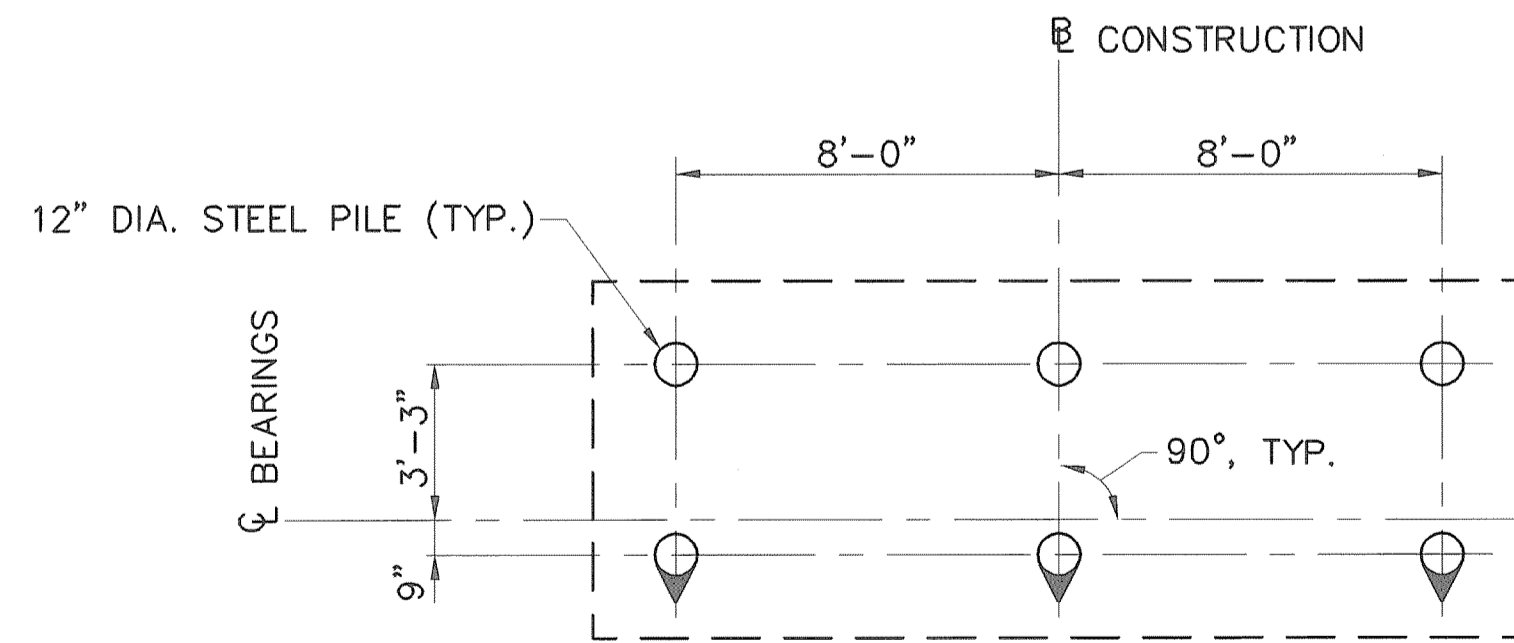 ℔ CONSTRUCTION
8'-0"
8'-0"
12" DIA. STEEL PILE (TYP.)
℄ BEARINGS
3'-3"
90°, TYP.
9"